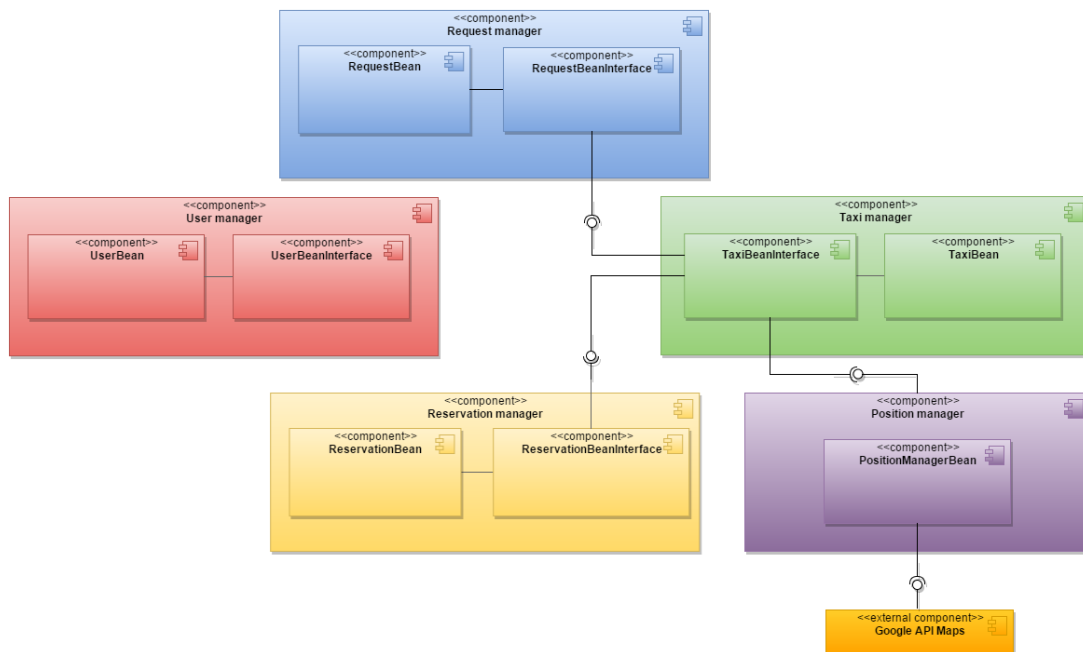 <<component>>
Request manager
<<component>>
RequestBean
<<component>>
RequestBeanInterface
<<component>>
User manager
<<component>>
UserBean
<<component>>
UserBeanInterface
<<component>>
Taxi manager
<<component>>
TaxiBeanInterface
<<component>>
TaxiBean
<<component>>
Reservation manager
<<component>>
ReservationBean
<<component>>
ReservationBeanInterface
<<component>>
Position manager
<<component>>
PositionManagerBean
<<external component>>
Google API Maps